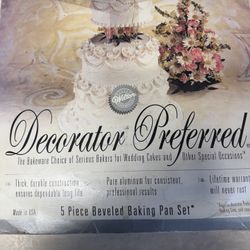 Wilton
Decorator Preferred
The Bakeware Choice of Serious Bakers for Wedding Cakes and Other Special Occasions
Thick, durable construction
ensures dependable long life
Pure aluminum for consistent,
professional results
Lifetime warranty
will never rust
Made in USA
5 Piece Beveled Baking Pan Set*